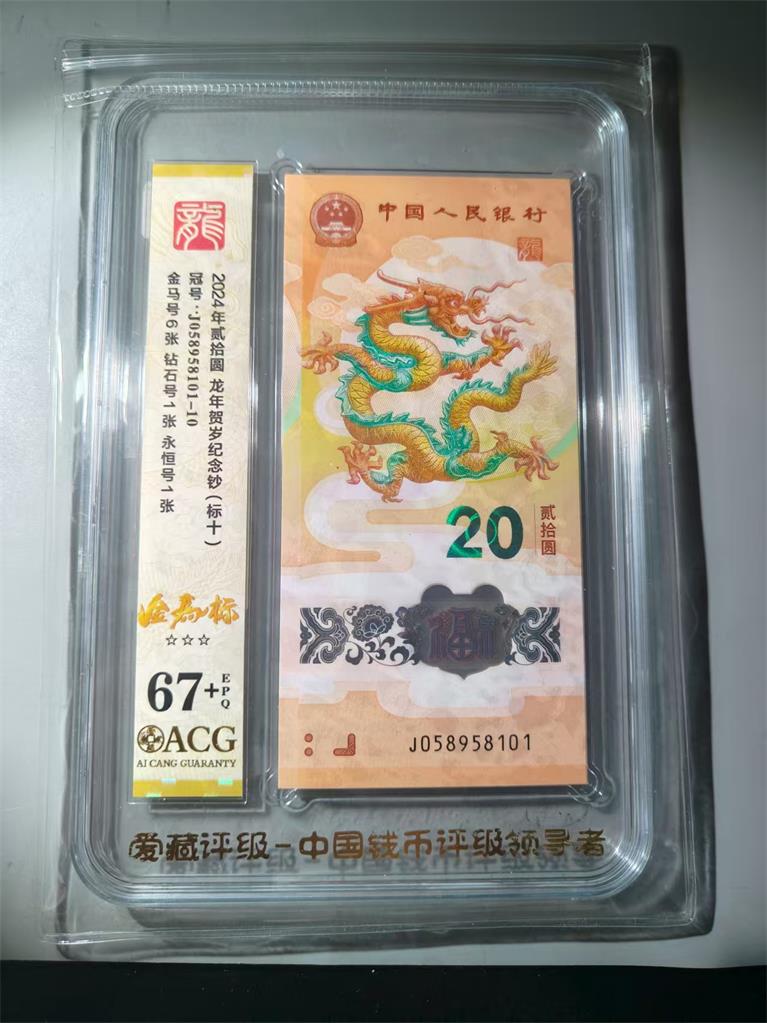 龍
2024年贰拾圆 龙年贺岁纪念钞(标十)
冠号:J058958101-10
金马号6张 钻石号1张 永恒号1张
金马标
☆☆☆
67+
EPQ
ACG
AI CANG GUARANTY
中国人民银行
龍
20
贰拾圆
福
J058958101
爱藏评级-中国钱币评级领导者